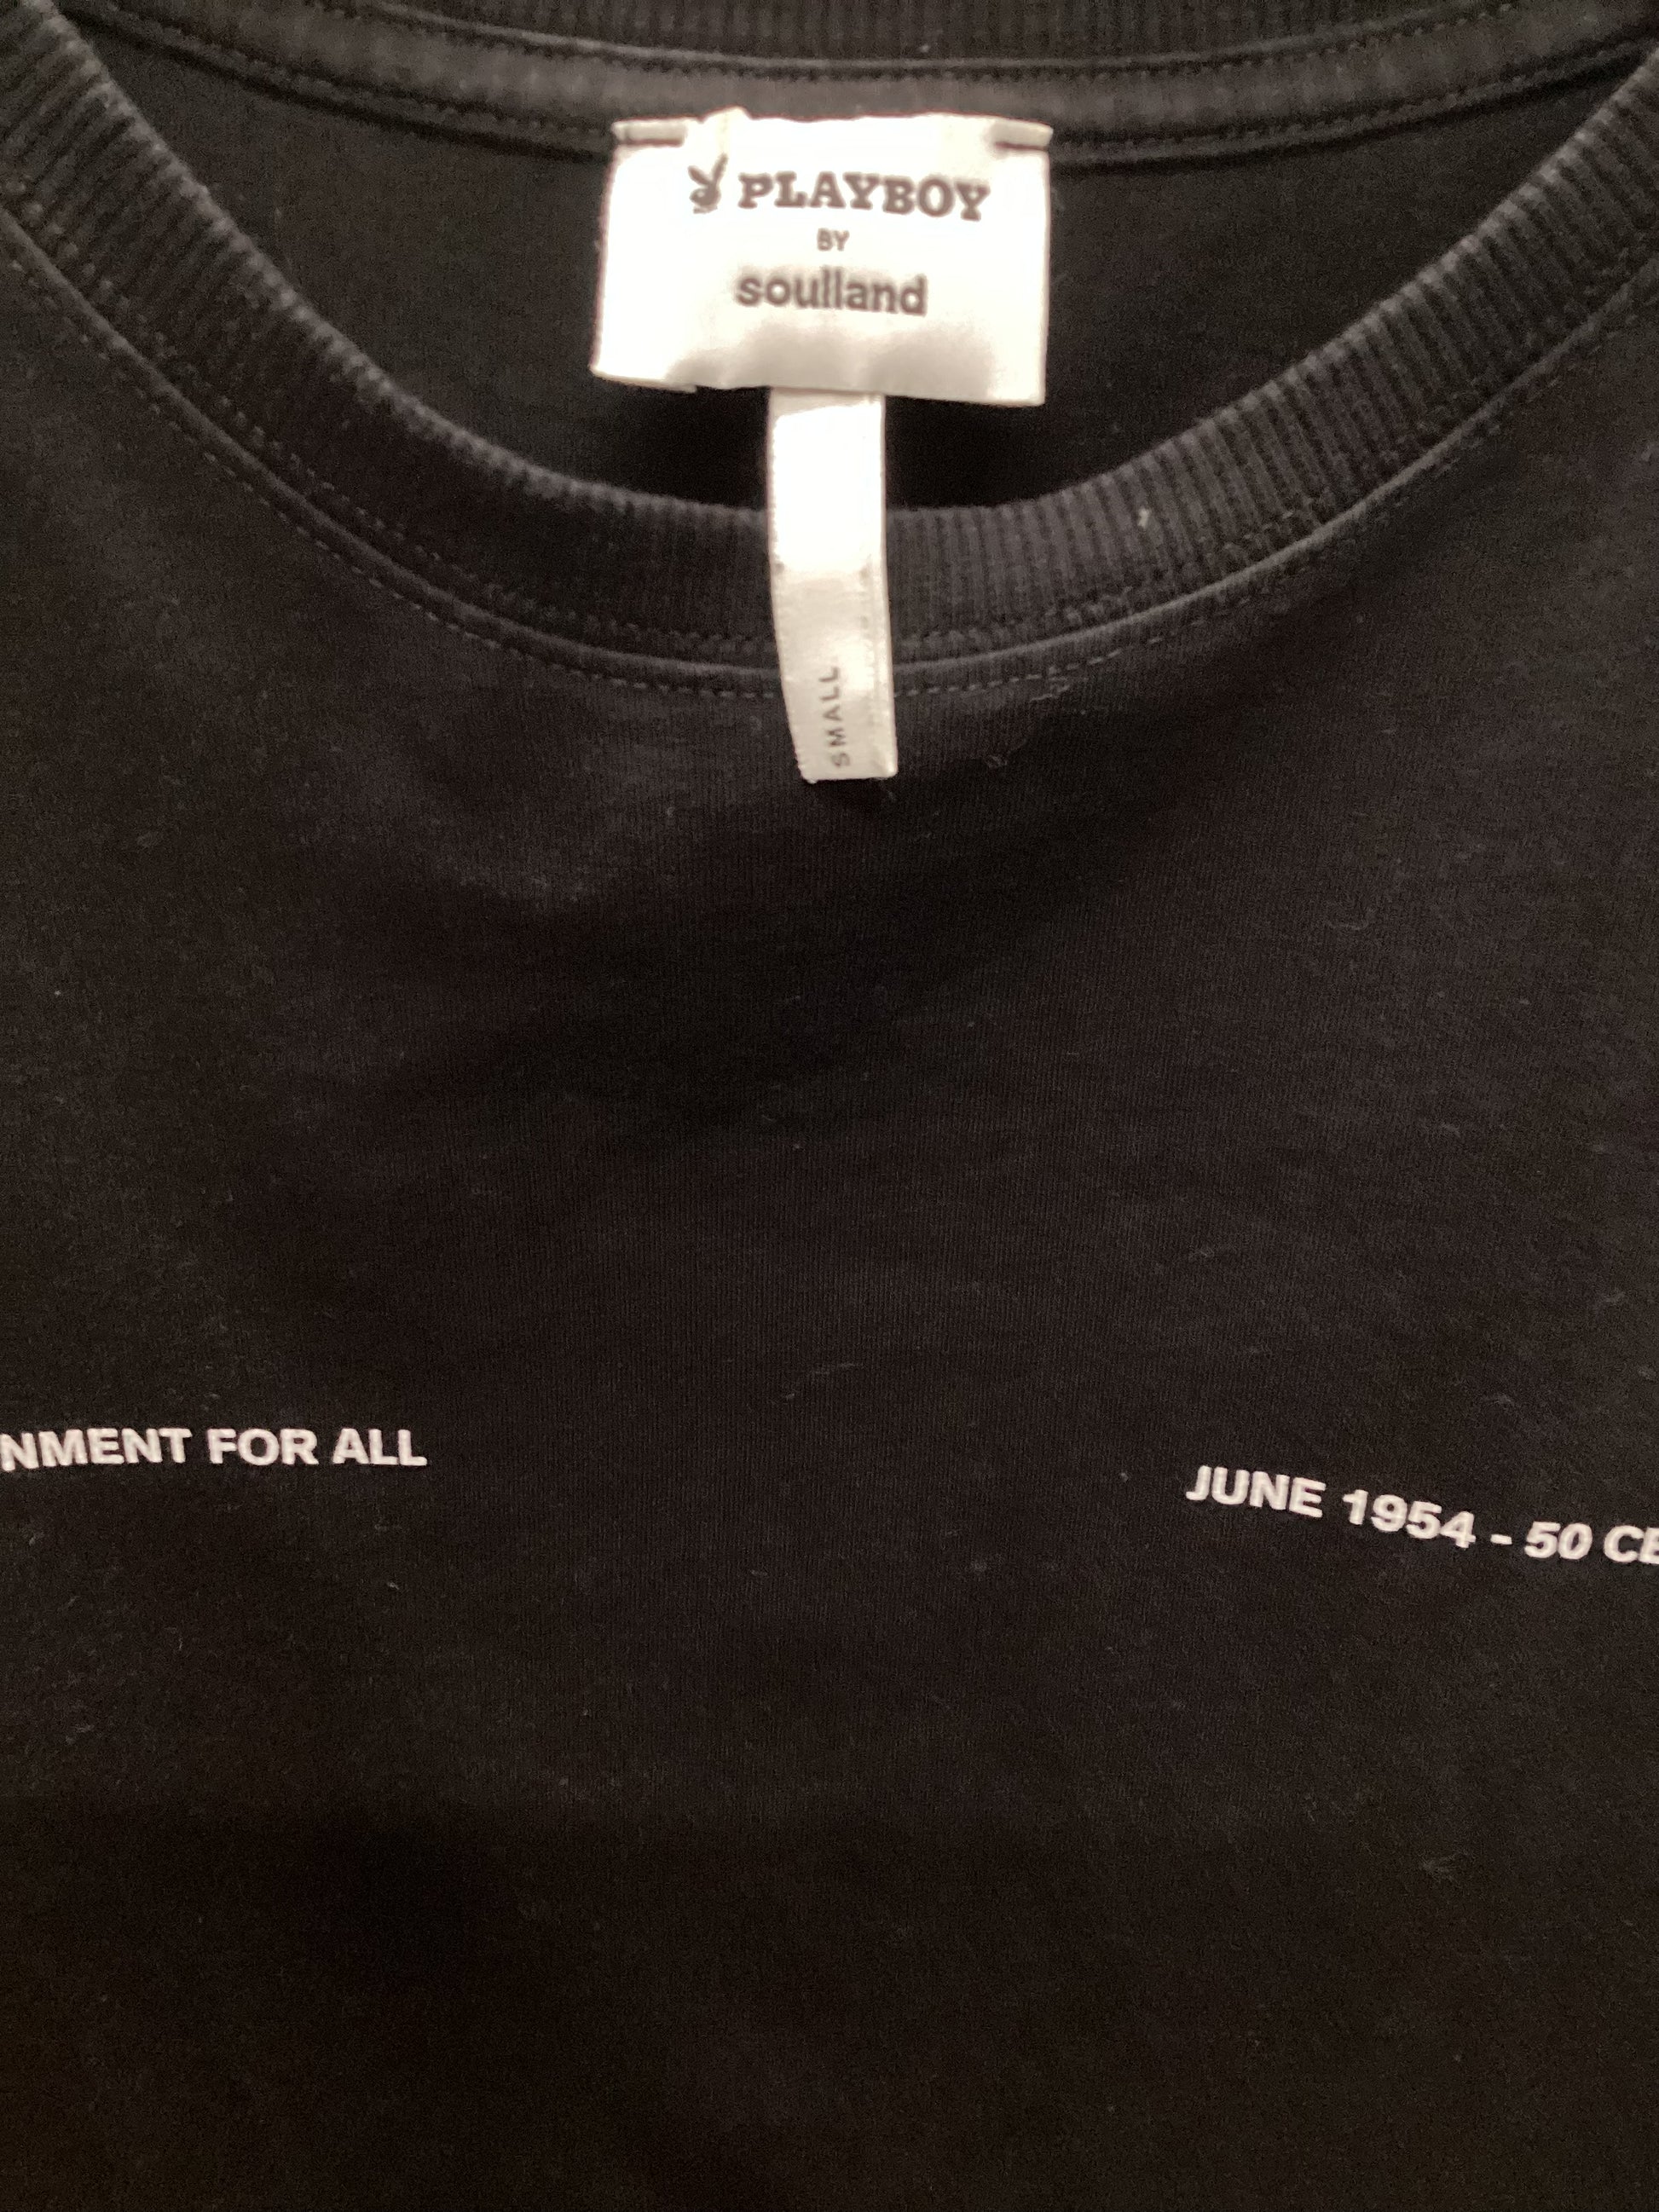 PLAYBOY
BY
soulland
SMALL
NMENT FOR ALL
JUNE 1954 - 50 CE